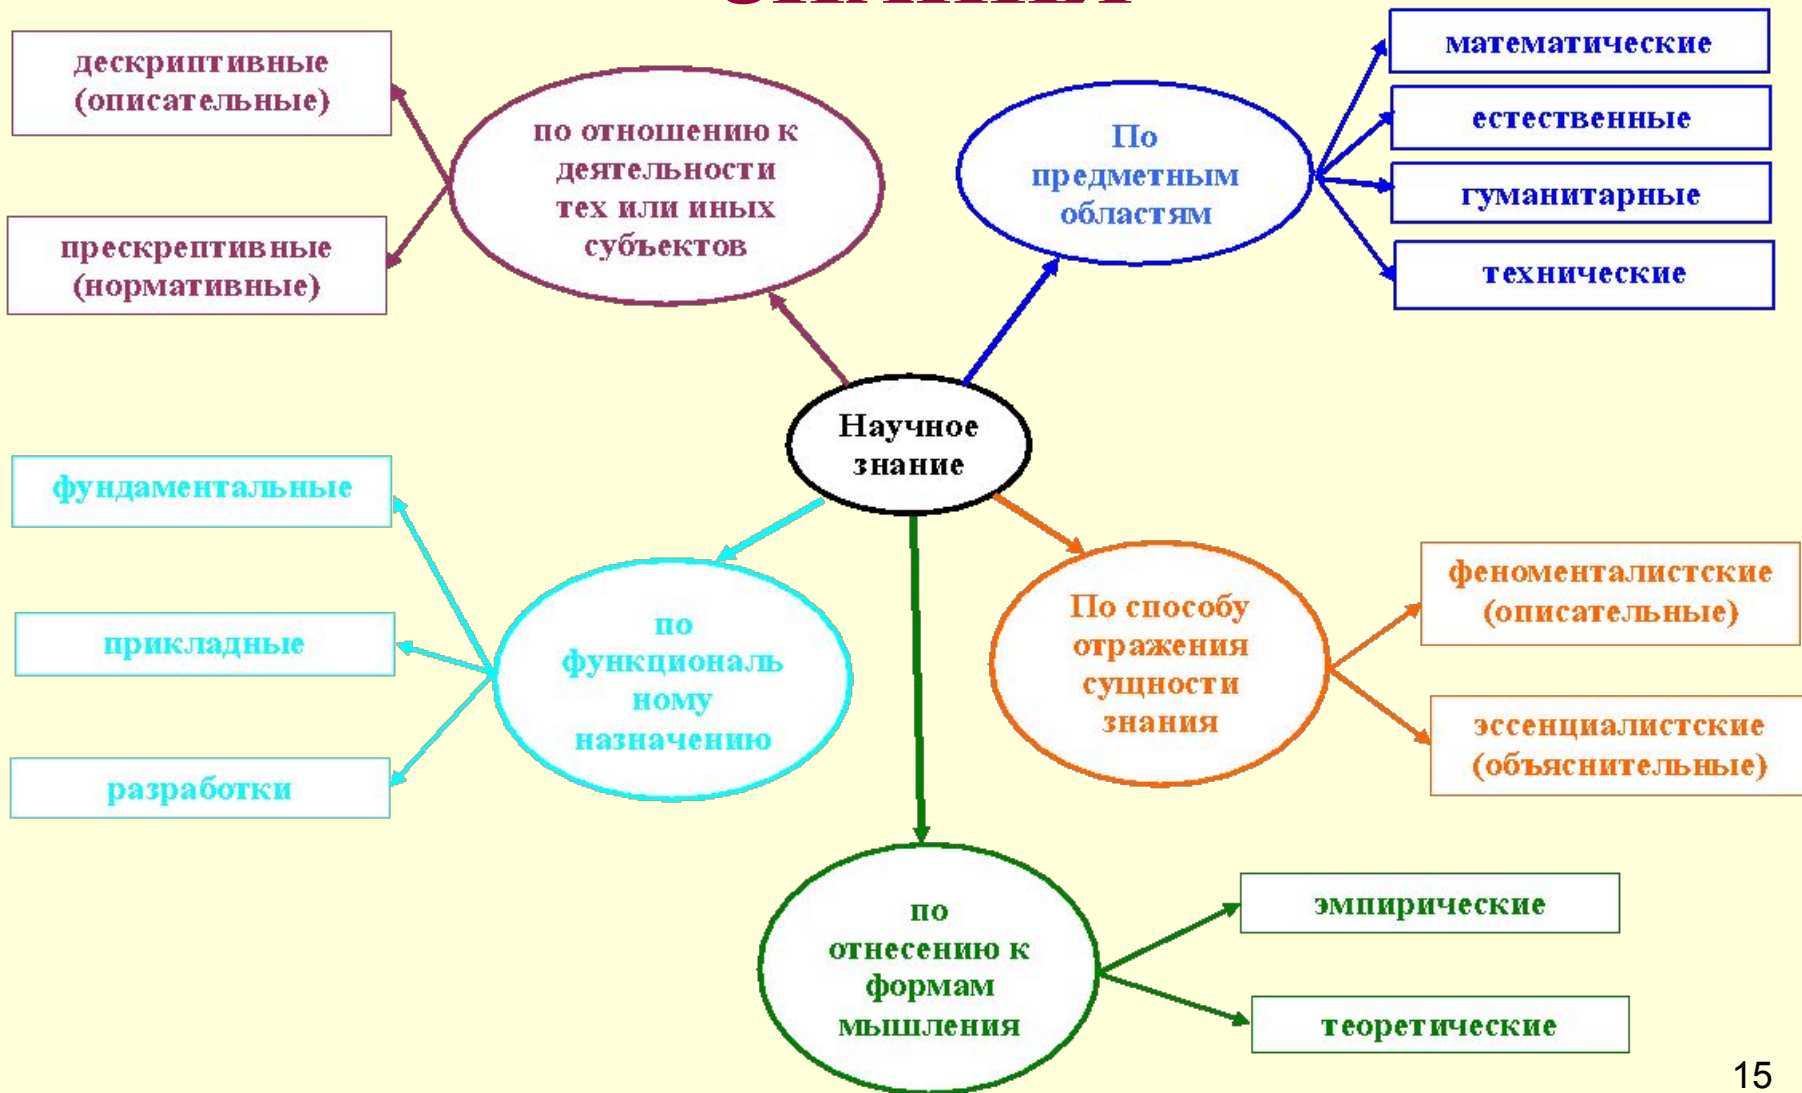 дескриптивные
(описательные)
прескрептивные
(нормативные)
по отношению к
деятельности
тех или иных
субъектов
По
предметным
областям
математические
естественные
гуманитарные
технические
Научное
знание
фундаментальные
прикладные
разработки
по
функциональ
ному
назначению
По способу
отражения
сущности
знания
феноменталистские
(описательные)
эссенциалистские
(объяснительные)
по
отнесению к
формам
мышления
эмпирические
теоретические
15